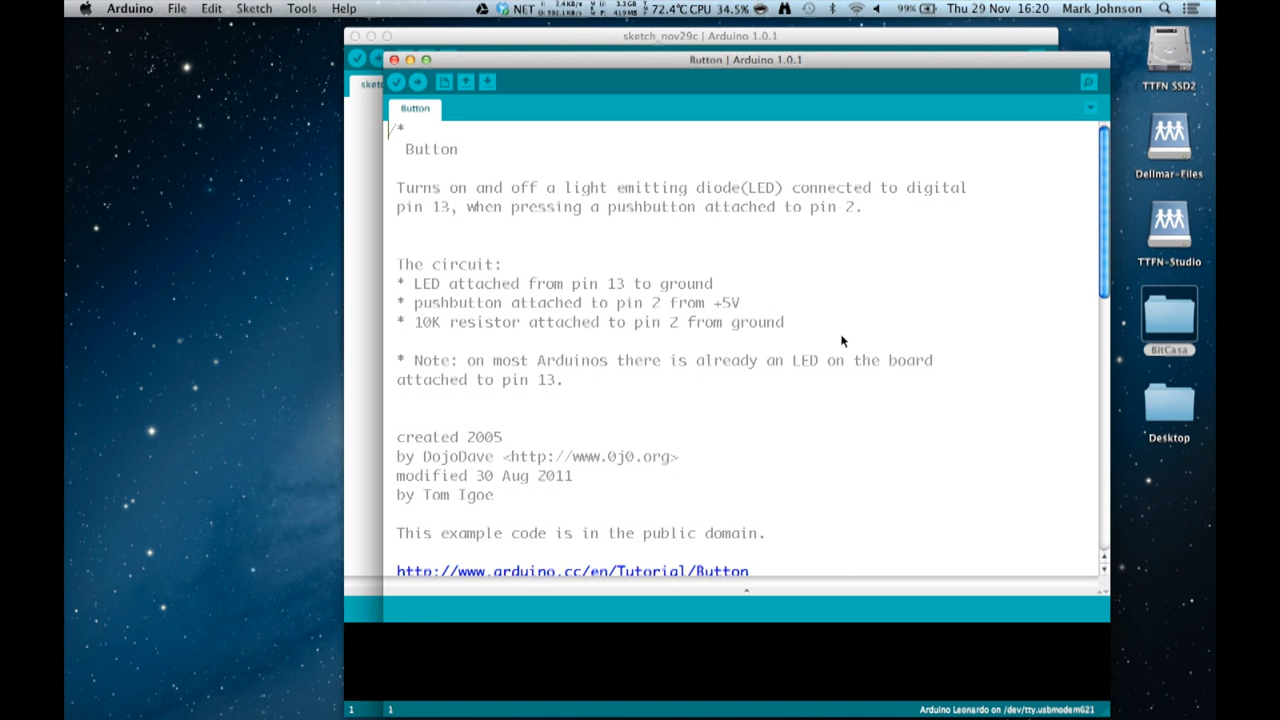 Arduino File Edit Sketch Tools Help NET 72.4°C CPU 34.5% 99% Thu 29 Nov 16:20 Mark Johnson
sketch_nov29c | Arduino 1.0.1
Button | Arduino 1.0.1
sketc
Button
/*
Button
Turns on and off a light emitting diode(LED) connected to digital
pin 13, when pressing a pushbutton attached to pin 2.
The circuit:
* LED attached from pin 13 to ground
* pushbutton attached to pin 2 from +5V
* 10K resistor attached to pin 2 from ground
* Note: on most Arduinos there is already an LED on the board
attached to pin 13.
created 2005
by DojoDave <http://www.0j0.org>
modified 30 Aug 2011
by Tom Igoe
This example code is in the public domain.
http://www.arduino.cc/en/Tutorial/Button
1
1
Arduino Leonardo on /dev/tty.usbmodem621
TTFN SSD2
Dellmar-Files
TTFN-Studio
BitCasa
Desktop